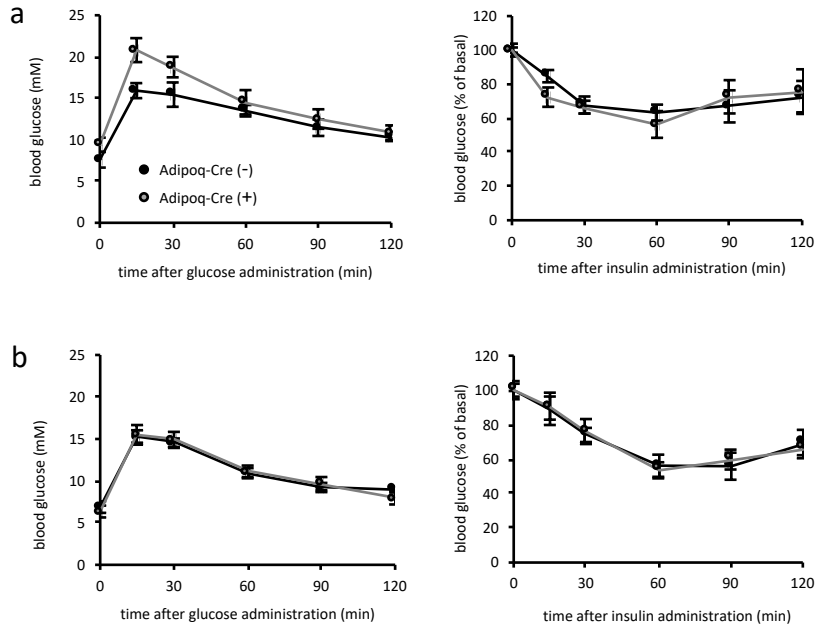 a
25
20
15
10
5
0
blood glucose (mM)
Adipoq-Cre (-)
Adipoq-Cre (+)
0 30 60 90 120
time after glucose administration (min)
120
100
80
60
40
20
0
blood glucose (% of basal)
0 30 60 90 120
time after insulin administration (min)
b
25
20
15
10
5
0
blood glucose (mM)
0 30 60 90 120
time after glucose administration (min)
120
100
80
60
40
20
0
blood glucose (% of basal)
0 30 60 90 120
time after insulin administration (min)